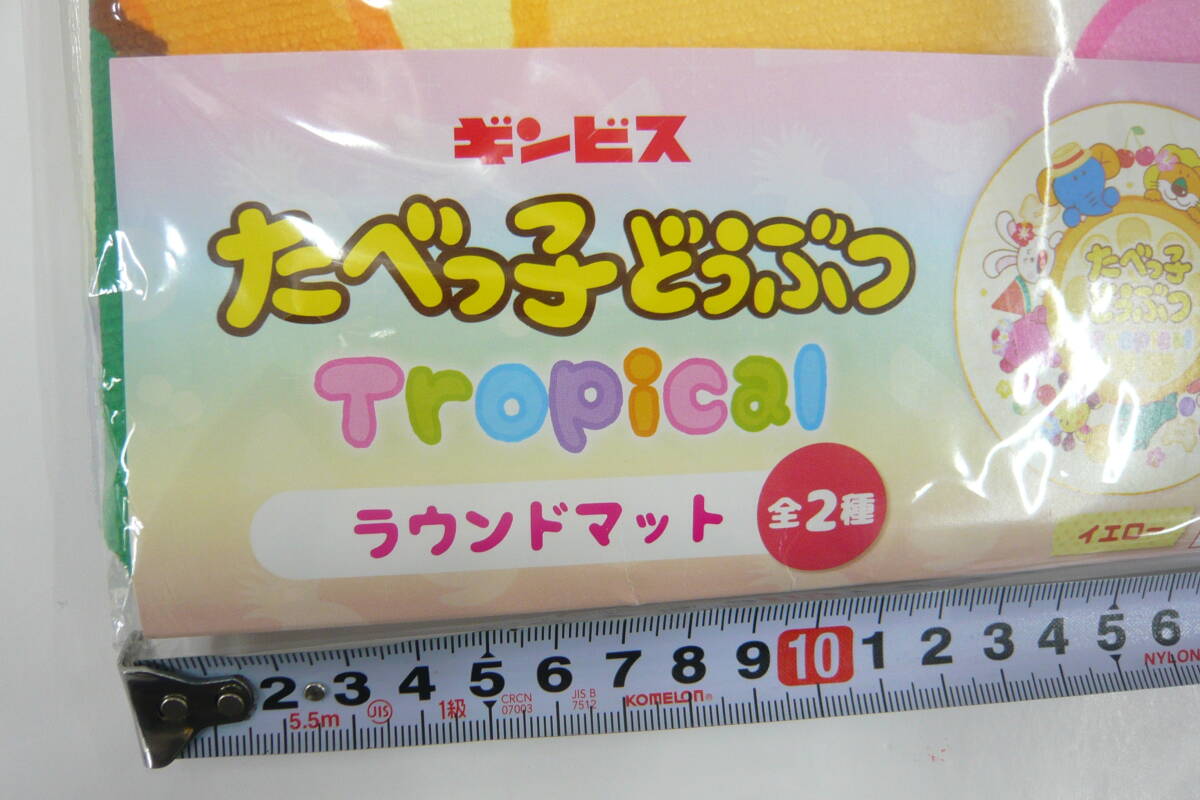 ギンビス
たべっ子どうぶつ
Tropical
ラウンドマット
全2種
たべっ子
どうぶつ
Tropical
イエロー
2 3 4 5 6 7 8 9 10 1 2 3 4 5 6
5.5m JIS 1級 CRCN 07003 JIS B 7512 KOMELON® NYLON